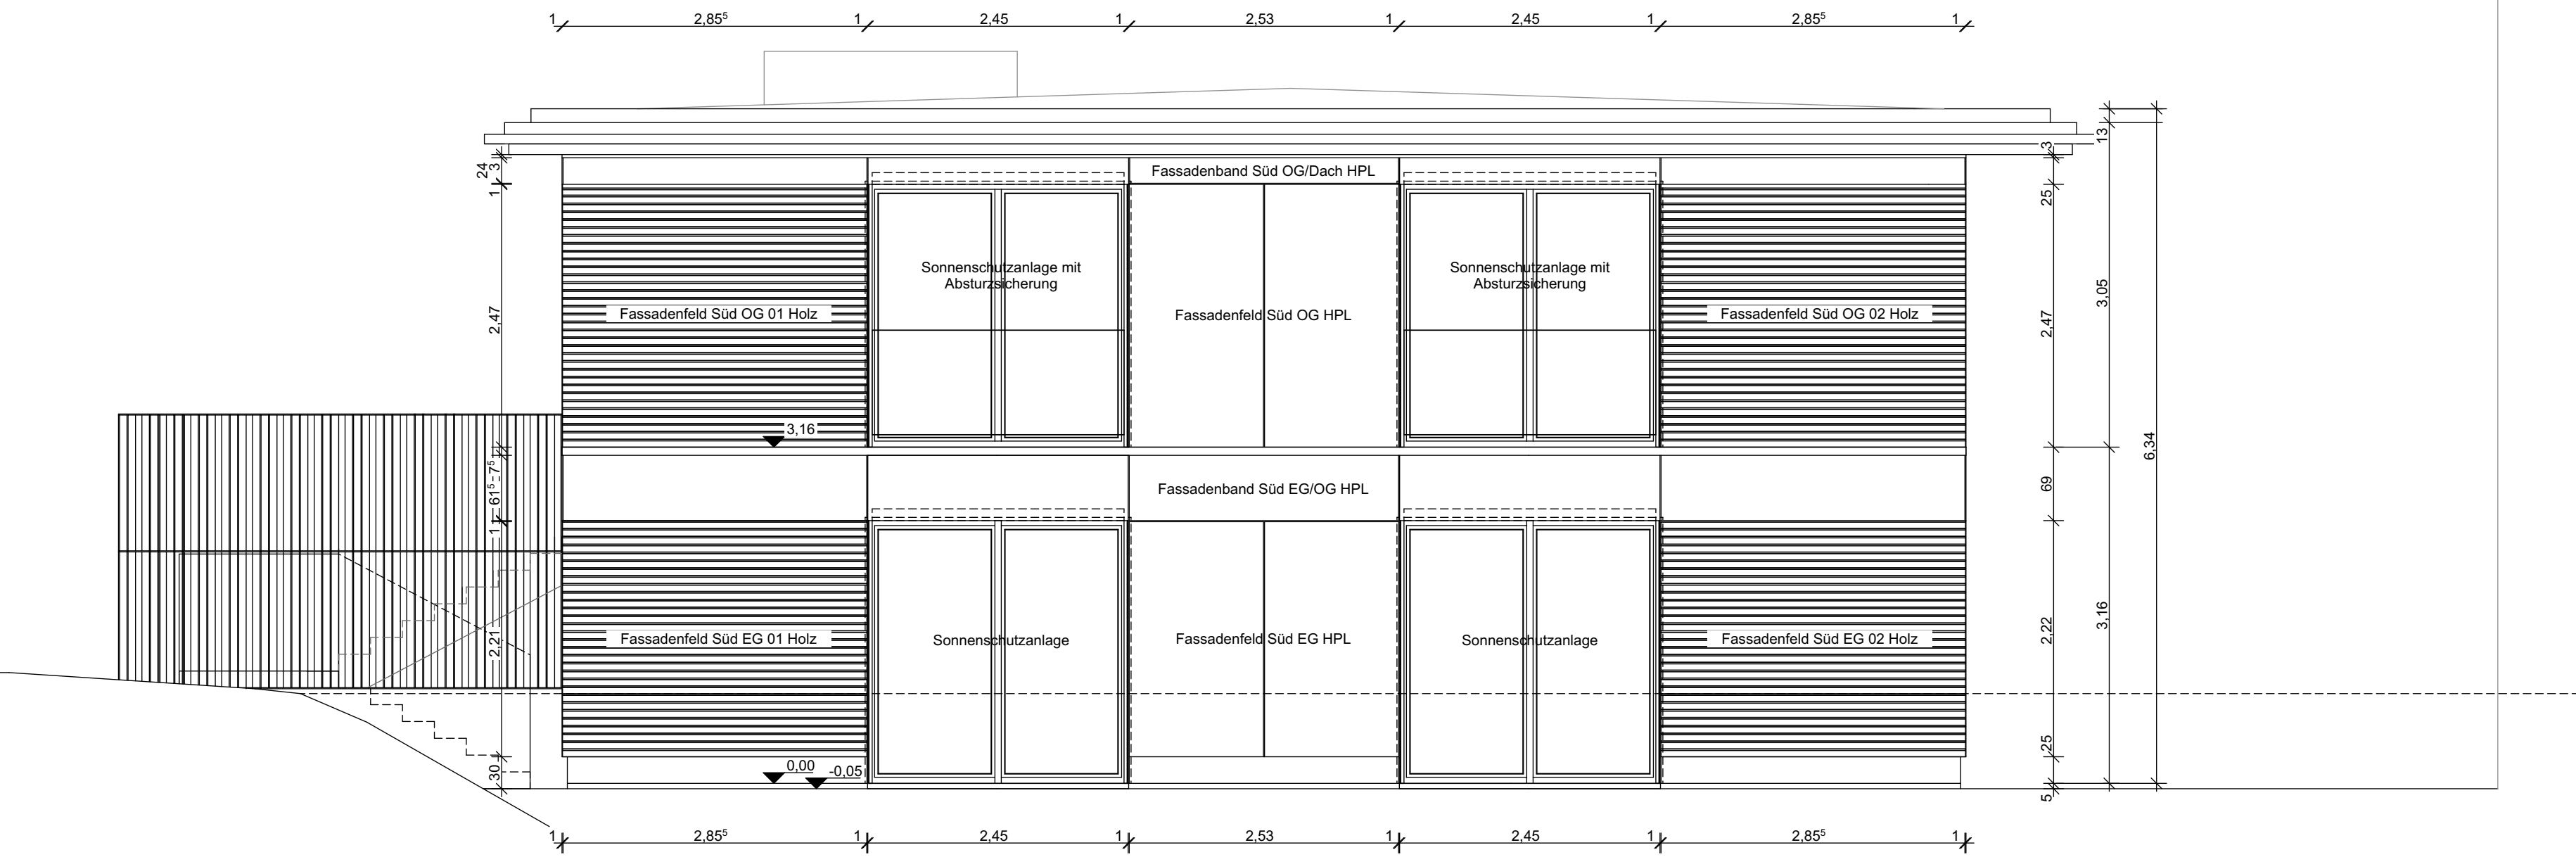 1 2,85⁵ 1 2,45 1 2,53 1 2,45 1 2,85⁵ 1
13
3
24
3
Fassadenband Süd OG/Dach HPL
1
25
Sonnenschutzanlage mit
Absturzsicherung
Sonnenschutzanlage mit
Absturzsicherung
3,05
2,47
Fassadenfeld Süd OG 01 Holz
Fassadenfeld Süd OG HPL
Fassadenfeld Süd OG 02 Holz
2,47
3,16
6,34
7⁵
61⁵
Fassadenband Süd EG/OG HPL
69
1
3,16
2,21
Fassadenfeld Süd EG 01 Holz
Sonnenschutzanlage
Fassadenfeld Süd EG HPL
Sonnenschutzanlage
Fassadenfeld Süd EG 02 Holz
2,22
25
30
0,00
-0,05
5
1 2,85⁵ 1 2,45 1 2,53 1 2,45 1 2,85⁵ 1